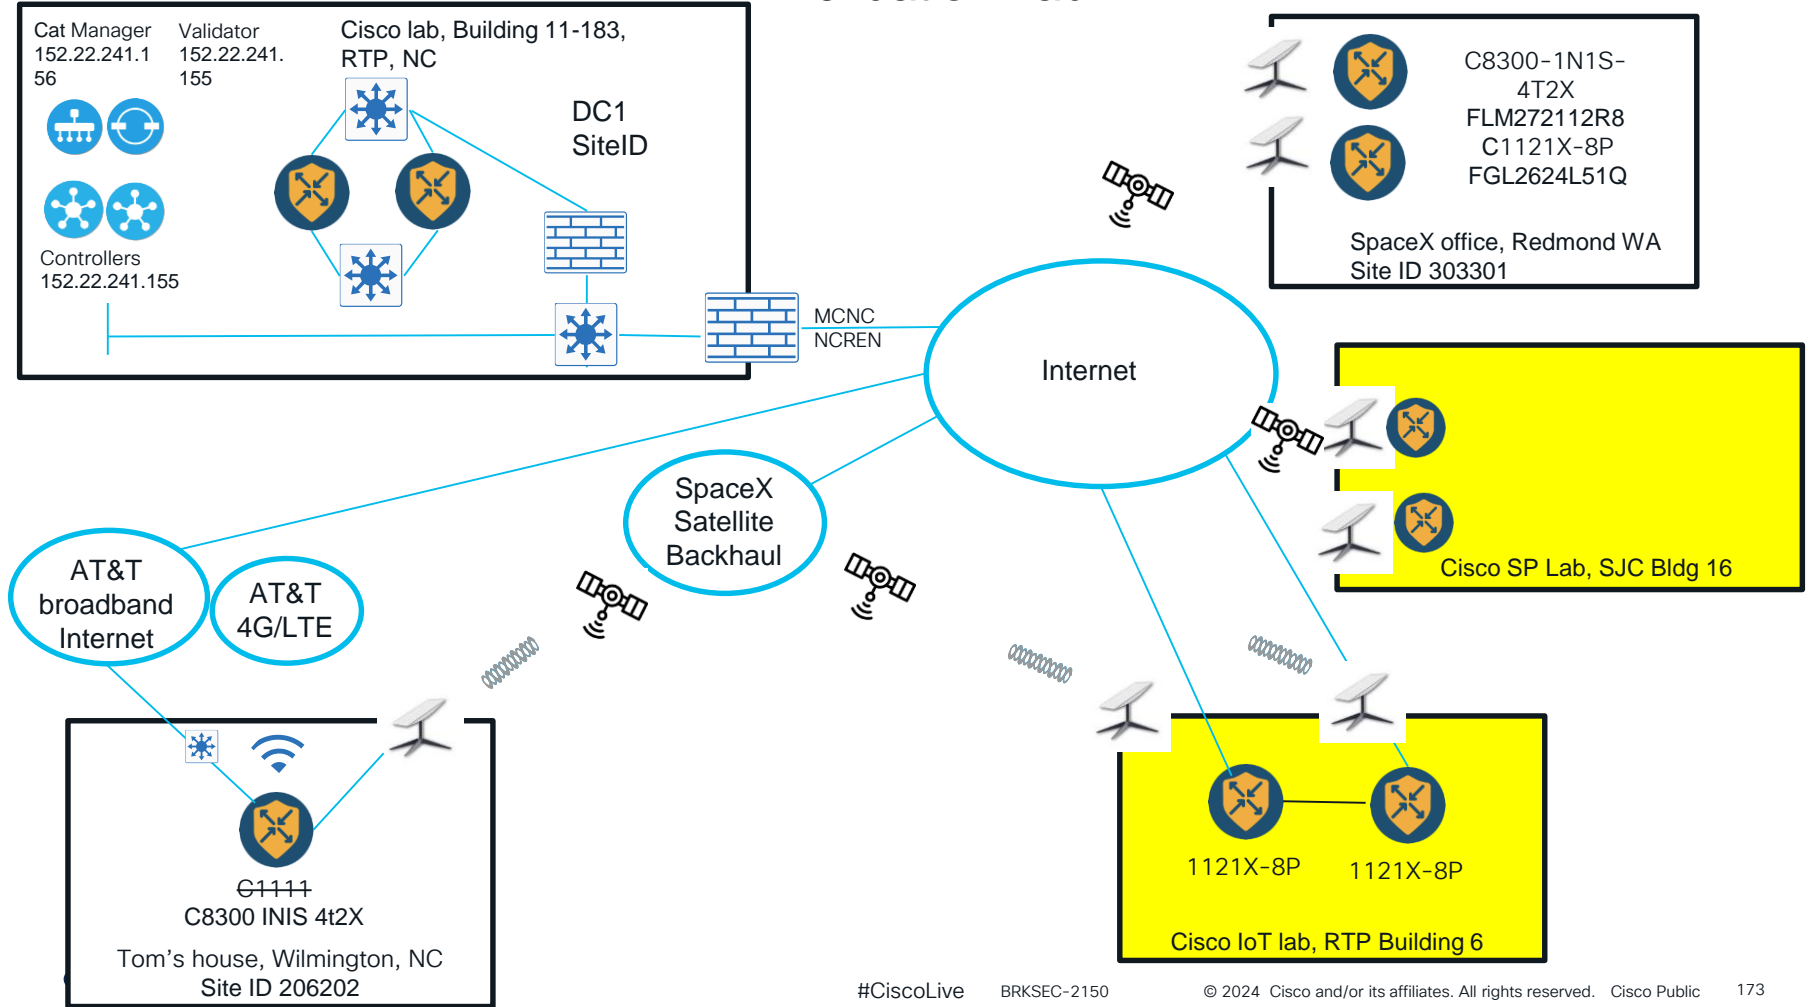 Cat Manager
152.22.241.1
56
Validator
152.22.241.
155
Cisco lab, Building 11-183,
RTP, NC
DC1
SiteID
Controllers
152.22.241.155
MCNC
NCREN
Internet
C8300-1N1S-
4T2X
FLM272112R8
C1121X-8P
FGL2624L51Q
SpaceX office, Redmond WA
Site ID 303301
Cisco SP Lab, SJC Bldg 16
SpaceX
Satellite
Backhaul
AT&T
broadband
Internet
AT&T
4G/LTE
C1111
C8300 INIS 4t2X
Tom's house, Wilmington, NC
Site ID 206202
1121X-8P
1121X-8P
Cisco IoT lab, RTP Building 6
#CiscoLive
BRKSEC-2150
© 2024 Cisco and/or its affiliates. All rights reserved. Cisco Public
173